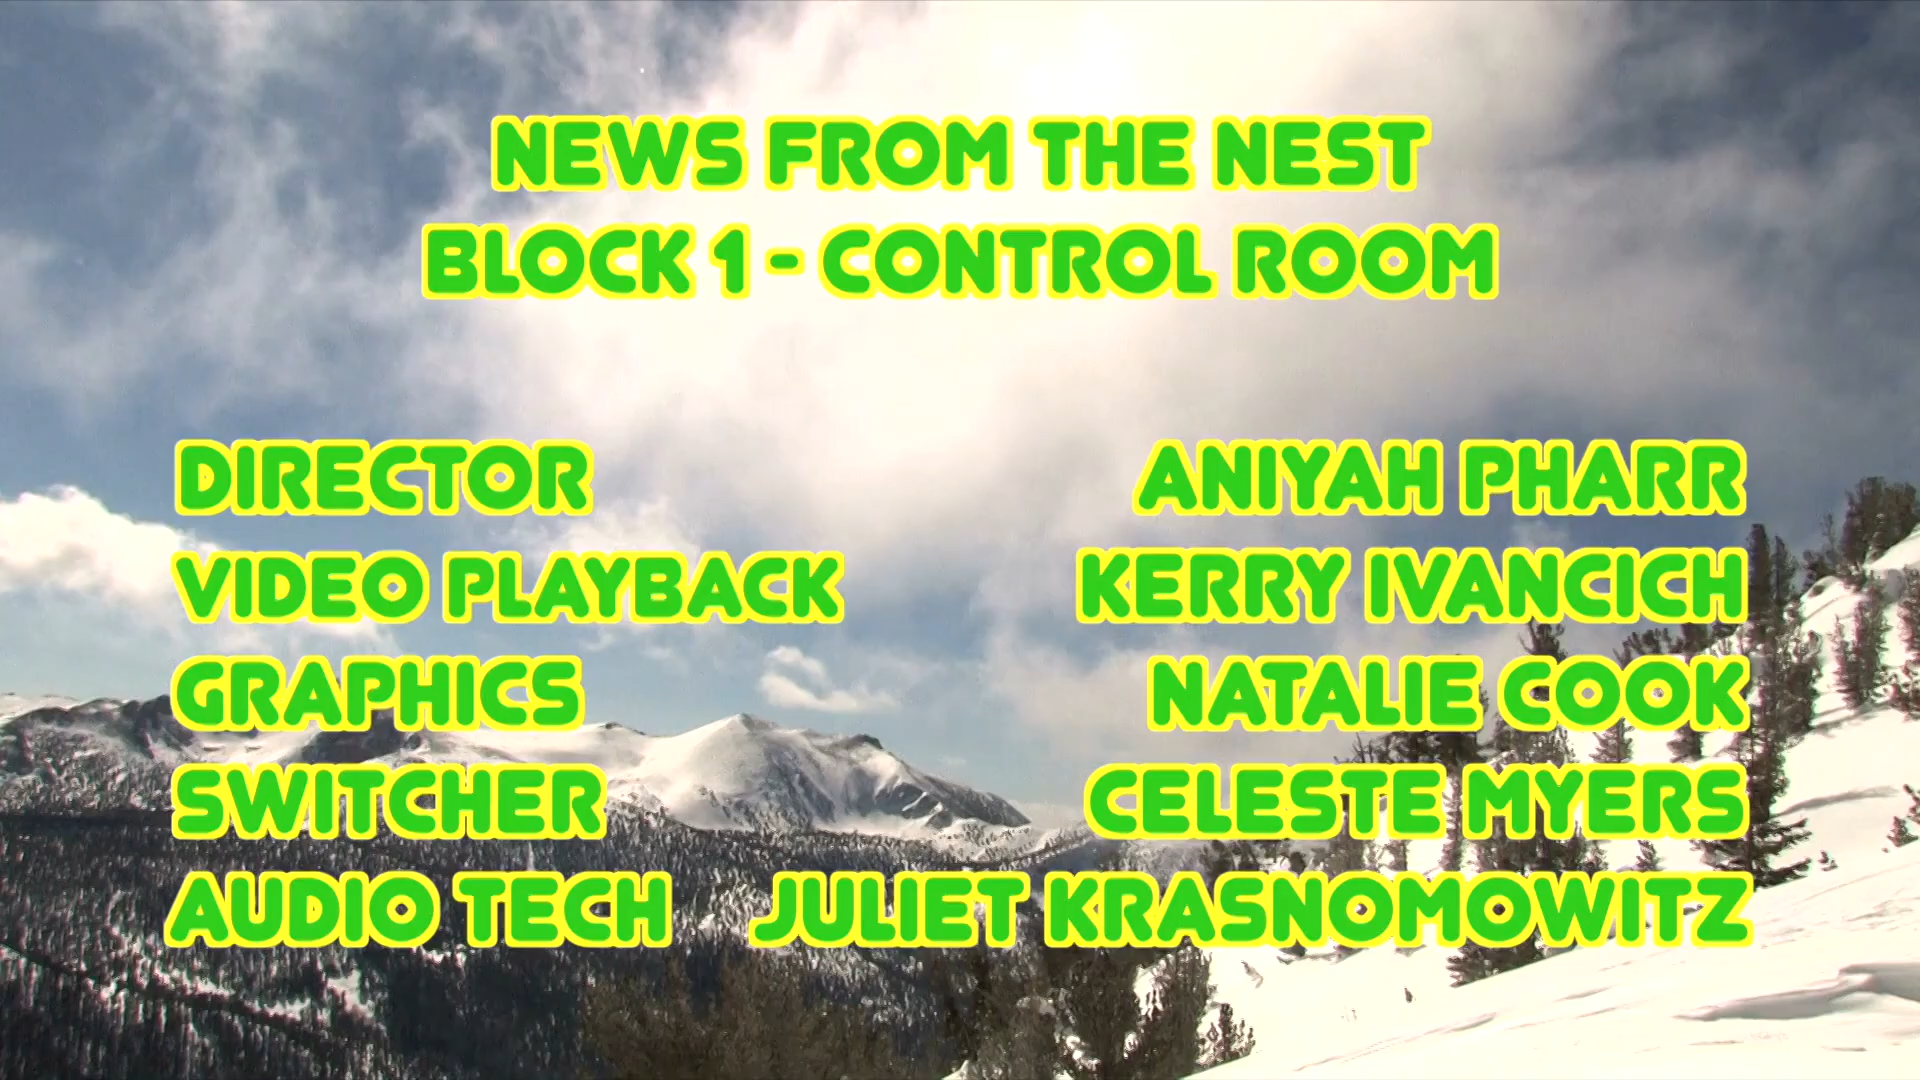 NEWS FROM THE NEST
BLOCK 1 - CONTROL ROOM
DIRECTOR ANIYAH PHARR
VIDEO PLAYBACK KERRY IVANCICH
GRAPHICS NATALIE COOK
SWITCHER CELESTE MYERS
AUDIO TECH JULIET KRASNOMOWITZ